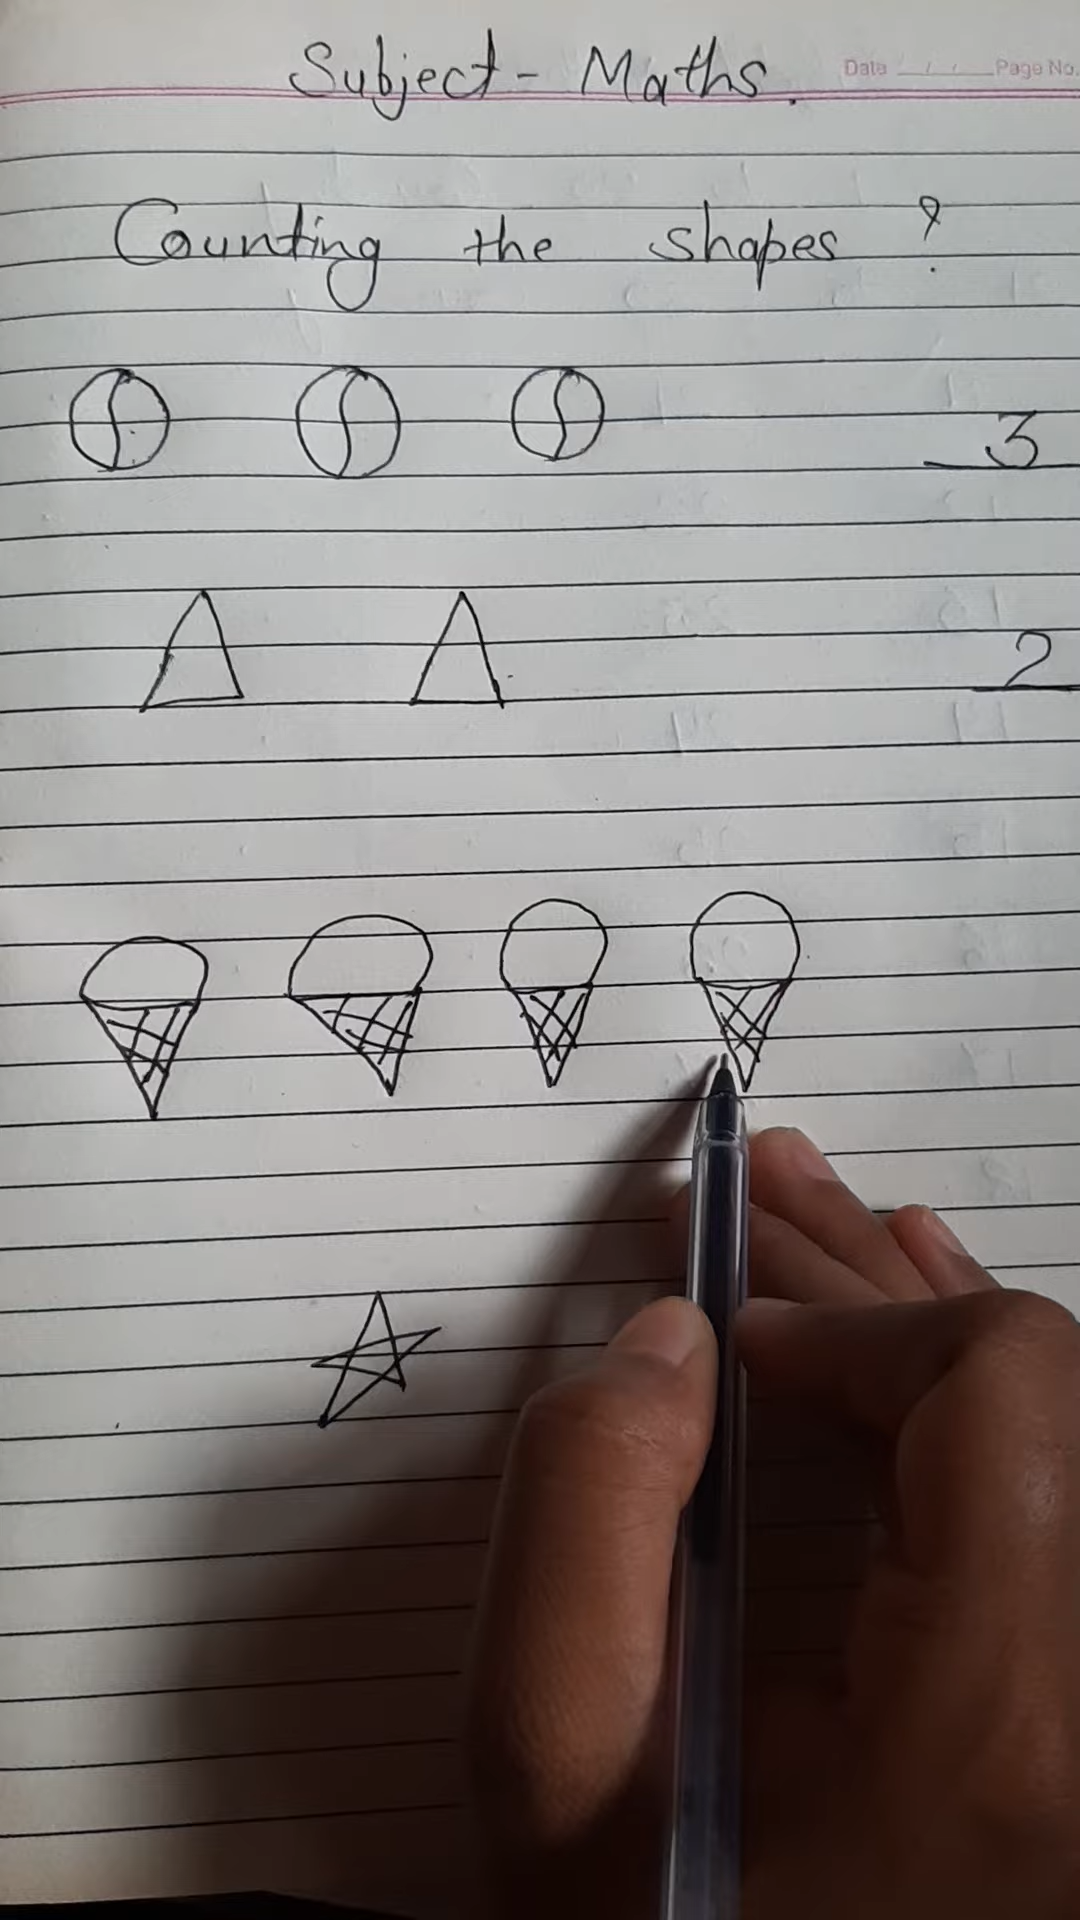 Subject - Maths.
Date / / Page No.
Counting the shapes ?
3
2